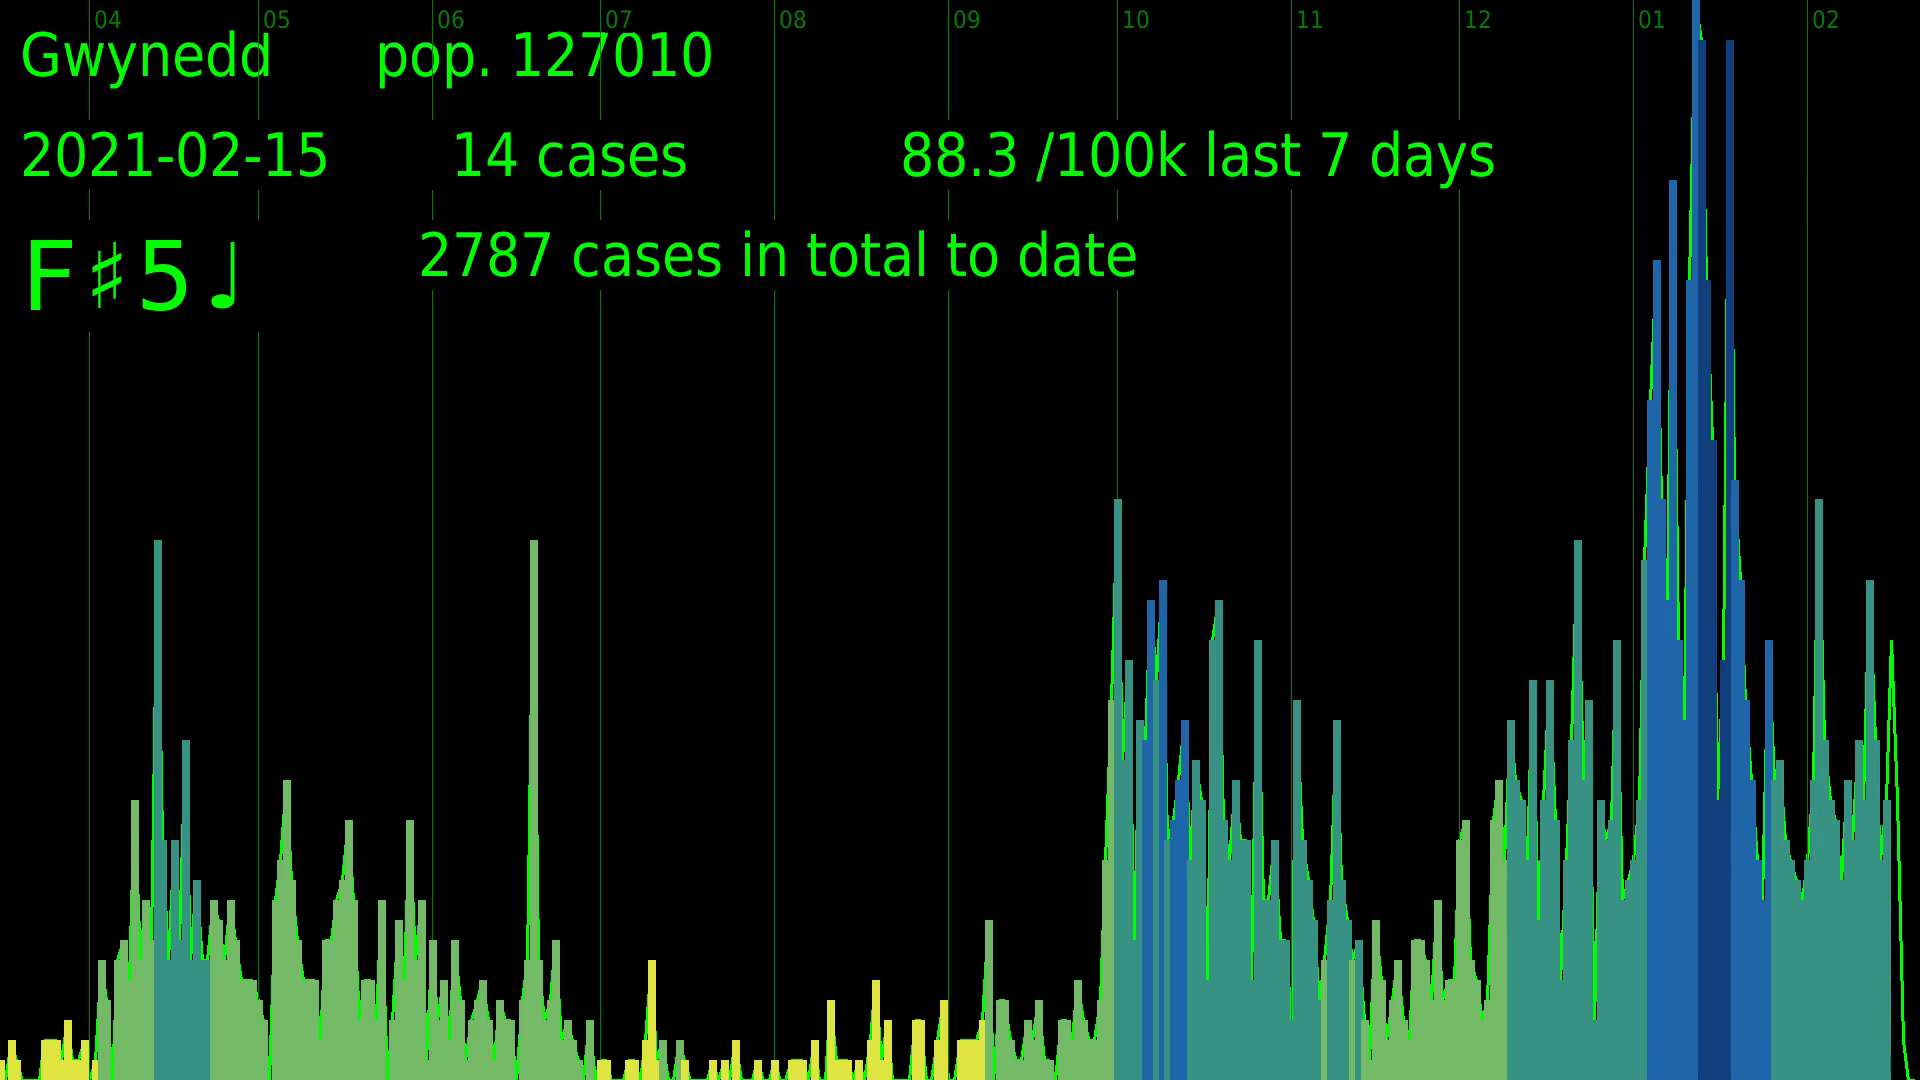 04 05 06 07 08 09 10 11 12 01 02
Gwynedd pop. 127010
2021-02-15 14 cases 88.3 /100k last 7 days
F♯5♩ 2787 cases in total to date